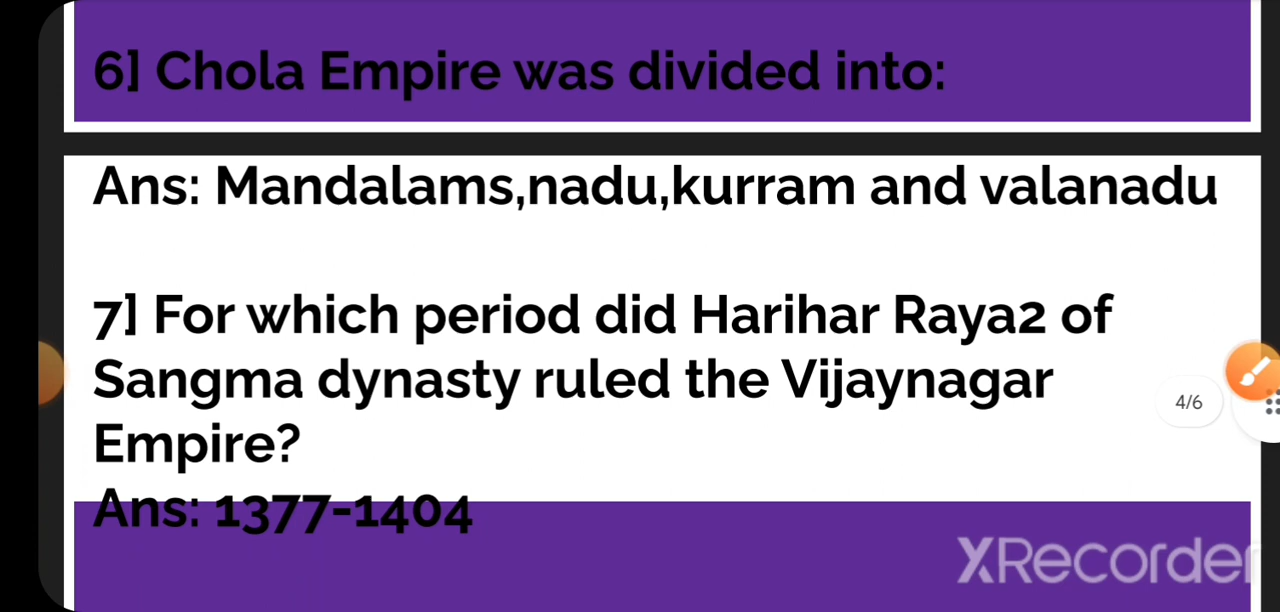 6] Chola Empire was divided into:
Ans: Mandalams,nadu,kurram and valanadu
7] For which period did Harihar Raya2 of
Sangma dynasty ruled the Vijaynagar
Empire?
4/6
Ans: 1377-1404
XRecorder